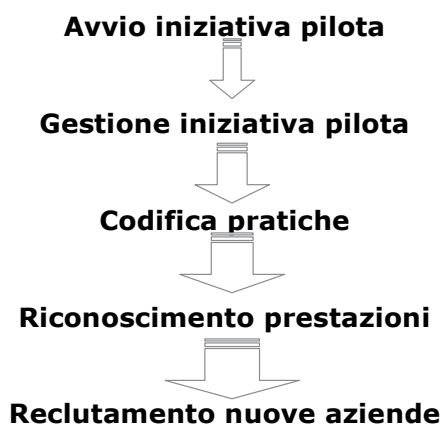 Avvio iniziativa pilota
Gestione iniziativa pilota
Codifica pratiche
Riconoscimento prestazioni
Reclutamento nuove aziende